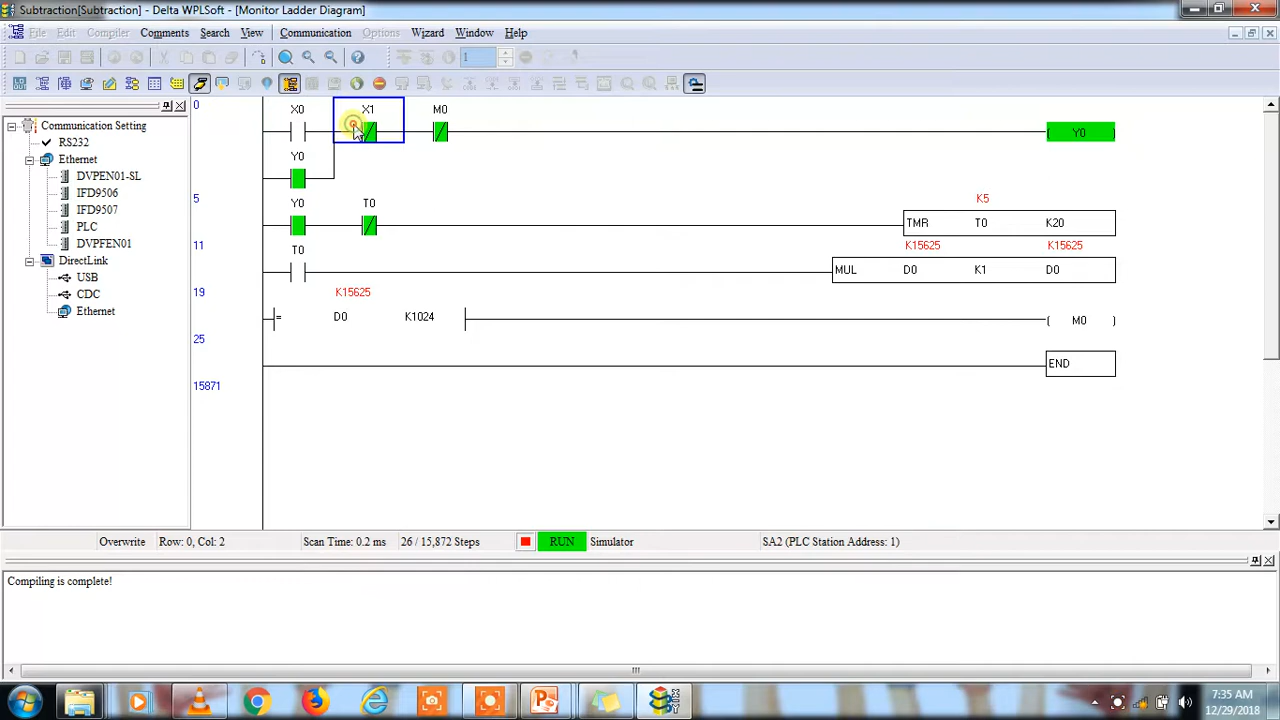 Subtraction[Subtraction] - Delta WPLSoft - [Monitor Ladder Diagram]
File Edit Compiler Comments Search View Communication Options Wizard Window Help
1
Communication Setting
RS232
Ethernet
DVPEN01-SL
IFD9506
IFD9507
PLC
DVPFEN01
DirectLink
USB
CDC
Ethernet
0
X0 X1 M0
Y0
Y0
5
Y0 T0
K5
TMR T0 K20
11
T0
K15625 K15625
MUL D0 K1 D0
19
K15625
= D0 K1024
M0
25
END
15871
Overwrite Row: 0, Col: 2 Scan Time: 0.2 ms 26 / 15,872 Steps RUN Simulator SA2 (PLC Station Address: 1)
Compiling is complete!
7:35 AM
12/29/2018